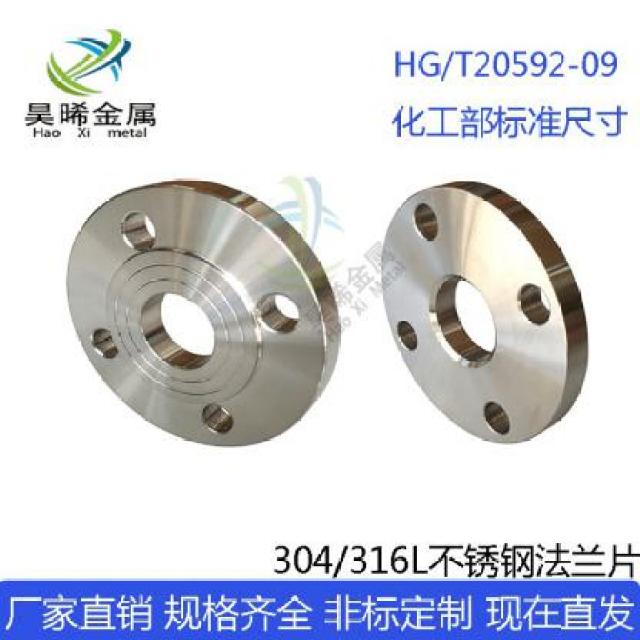 昊晞金属
Hao Xi metal
HG/T20592-09
化工部标准尺寸
昊晞金属
Hao Xi Metal
304/316L不锈钢法兰片
厂家直销 规格齐全 非标定制 现在直发